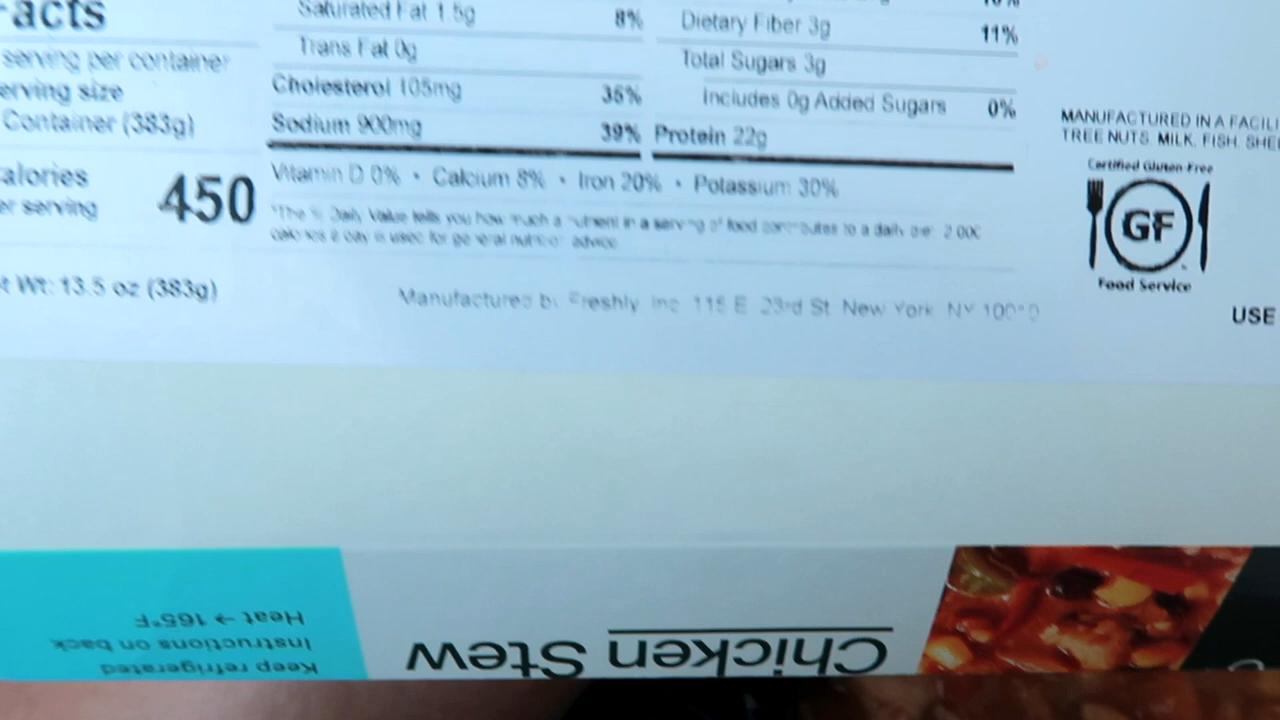 acts
serving per container
erving size
Container (383g)
alories
er serving
450
t Wt: 13.5 oz (383g)
Saturated Fat 1.5g 8%
Trans Fat 0g
Cholesterol 105mg 35%
Sodium 900mg 39%
Dietary Fiber 3g 11%
Total Sugars 3g
Includes 0g Added Sugars 0%
Protein 22g
Vitamin D 0% • Calcium 8% • Iron 20% • Potassium 30%
*The % Daily Value tells you how much a nutrient in a serving of food contributes to a daily diet. 2,000
calories a day is used for general nutrition advice
Manufactured by Freshly Inc 115 E 23rd St New York NY 10010
MANUFACTURED IN A FACILI
TREE NUTS, MILK, FISH, SHE
Certified Gluten-Free
GF
Food Service
USE
Chicken Stew
Keep refrigerated
Instructions on back
Heat → 165°F